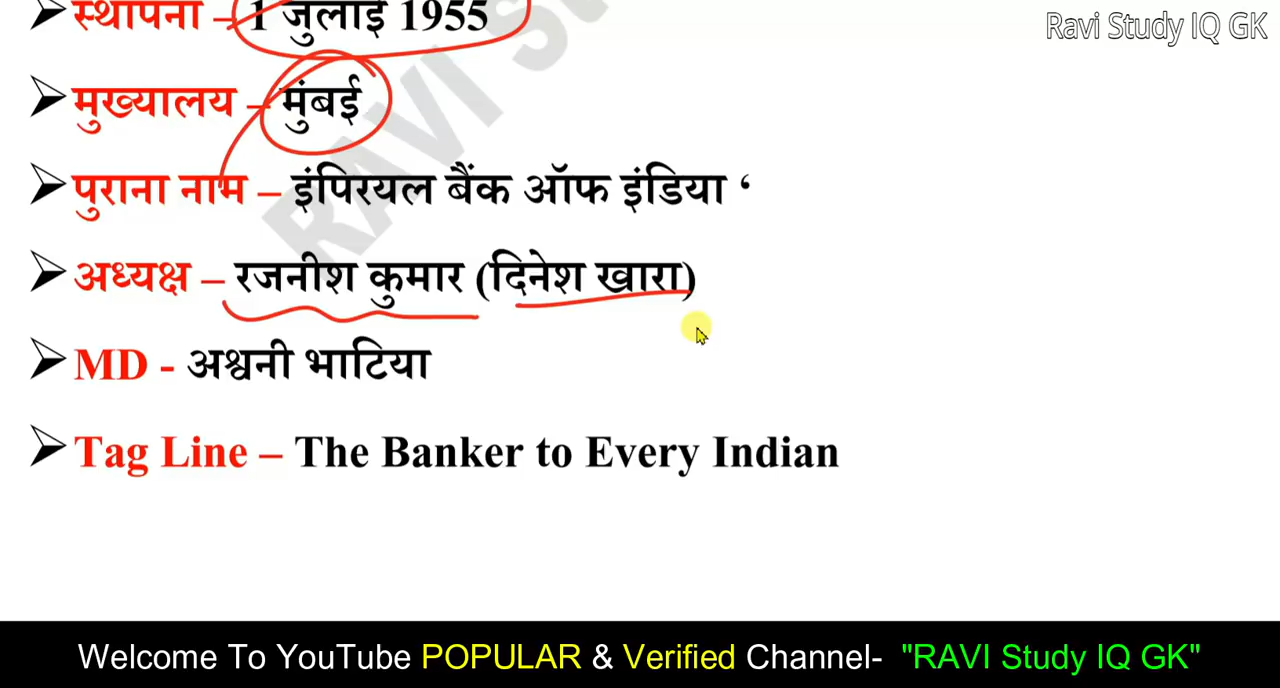 Ravi Study IQ GK
➢स्थापना – 1 जुलाई 1955
➢मुख्यालय – मुंबई
➢पुराना नाम – इंपिरयल बैंक ऑफ इंडिया ‘
➢अध्यक्ष – रजनीश कुमार (दिनेश खारा)
➢MD - अश्वनी भाटिया
➢Tag Line – The Banker to Every Indian
Welcome To YouTube POPULAR & Verified Channel- "RAVI Study IQ GK"